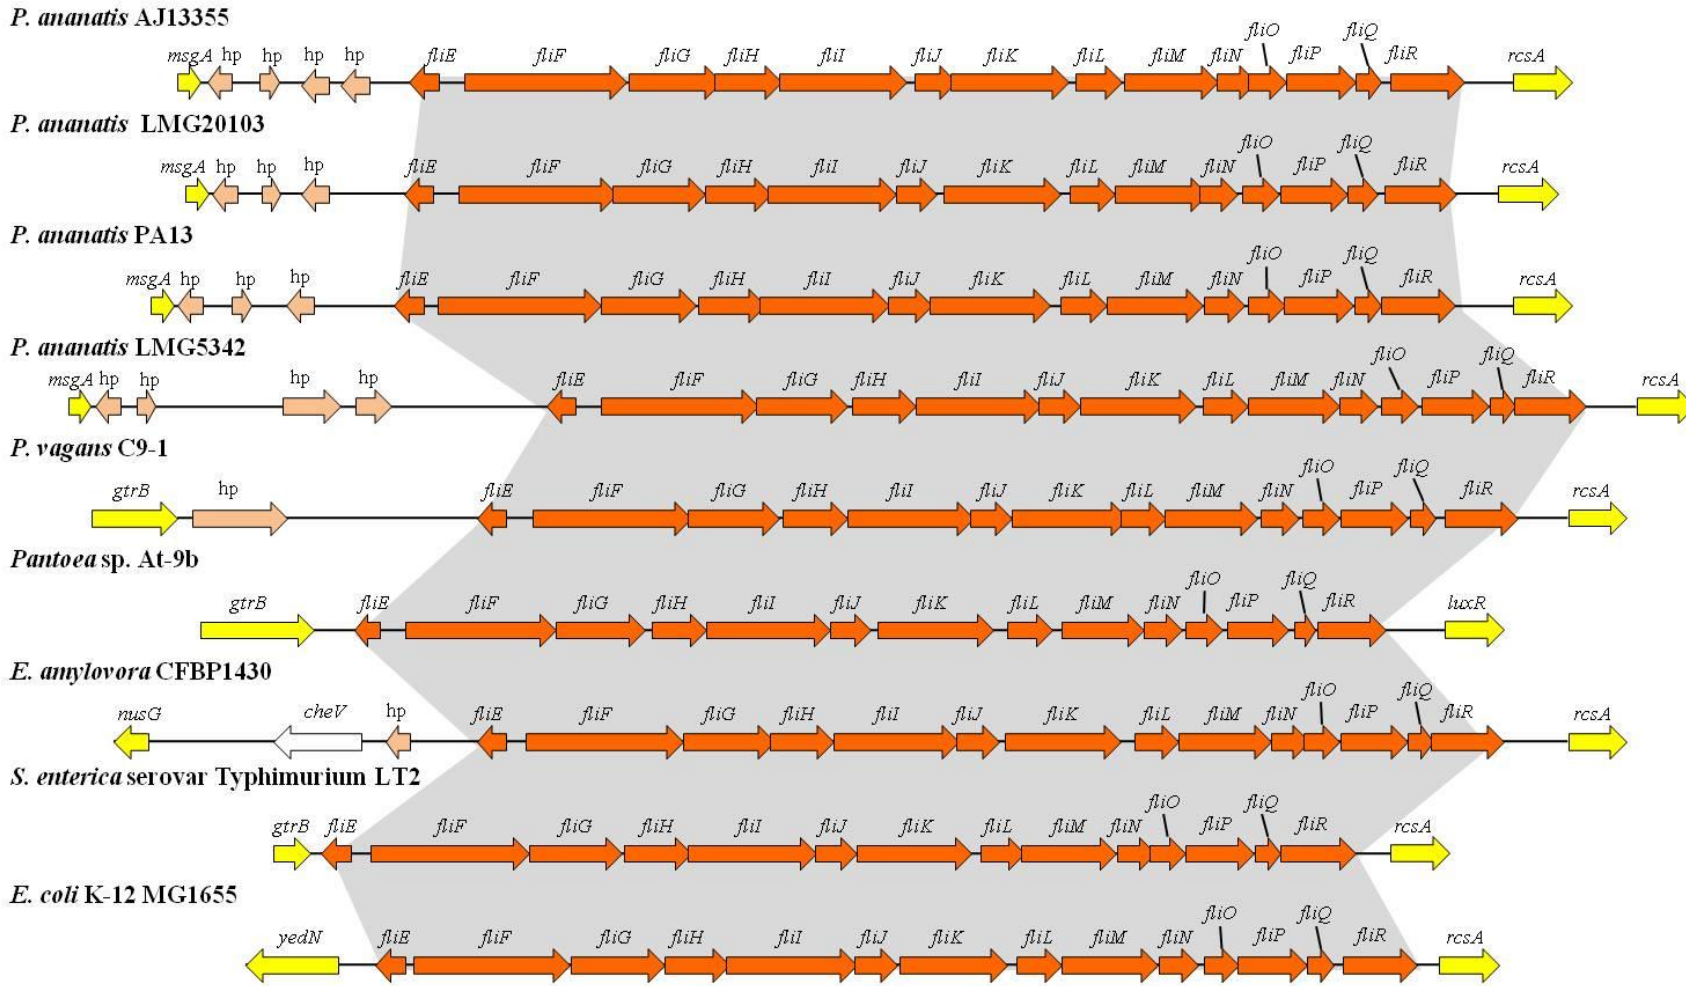 P. ananatis AJ13355
msgA hp hp hp hp fliE fliF fliG fliH fliI fliJ fliK fliL fliM fliN fliO fliP fliQ fliR rcsA
P. ananatis LMG20103
msgA hp hp hp fliE fliF fliG fliH fliI fliJ fliK fliL fliM fliN fliO fliP fliQ fliR rcsA
P. ananatis PA13
msgA hp hp hp fliE fliF fliG fliH fliI fliJ fliK fliL fliM fliN fliO fliP fliQ fliR rcsA
P. ananatis LMG5342
msgA hp hp hp hp fliE fliF fliG fliH fliI fliJ fliK fliL fliM fliN fliO fliP fliQ fliR rcsA
P. vagans C9-1
gtrB hp fliE fliF fliG fliH fliI fliJ fliK fliL fliM fliN fliO fliP fliQ fliR rcsA
Pantoea sp. At-9b
gtrB fliE fliF fliG fliH fliI fliJ fliK fliL fliM fliN fliO fliP fliQ fliR luxR
E. amylovora CFBP1430
nusG cheV hp fliE fliF fliG fliH fliI fliJ fliK fliL fliM fliN fliO fliP fliQ fliR rcsA
S. enterica serovar Typhimurium LT2
gtrB fliE fliF fliG fliH fliI fliJ fliK fliL fliM fliN fliO fliP fliQ fliR rcsA
E. coli K-12 MG1655
yedN fliE fliF fliG fliH fliI fliJ fliK fliL fliM fliN fliO fliP fliQ fliR rcsA